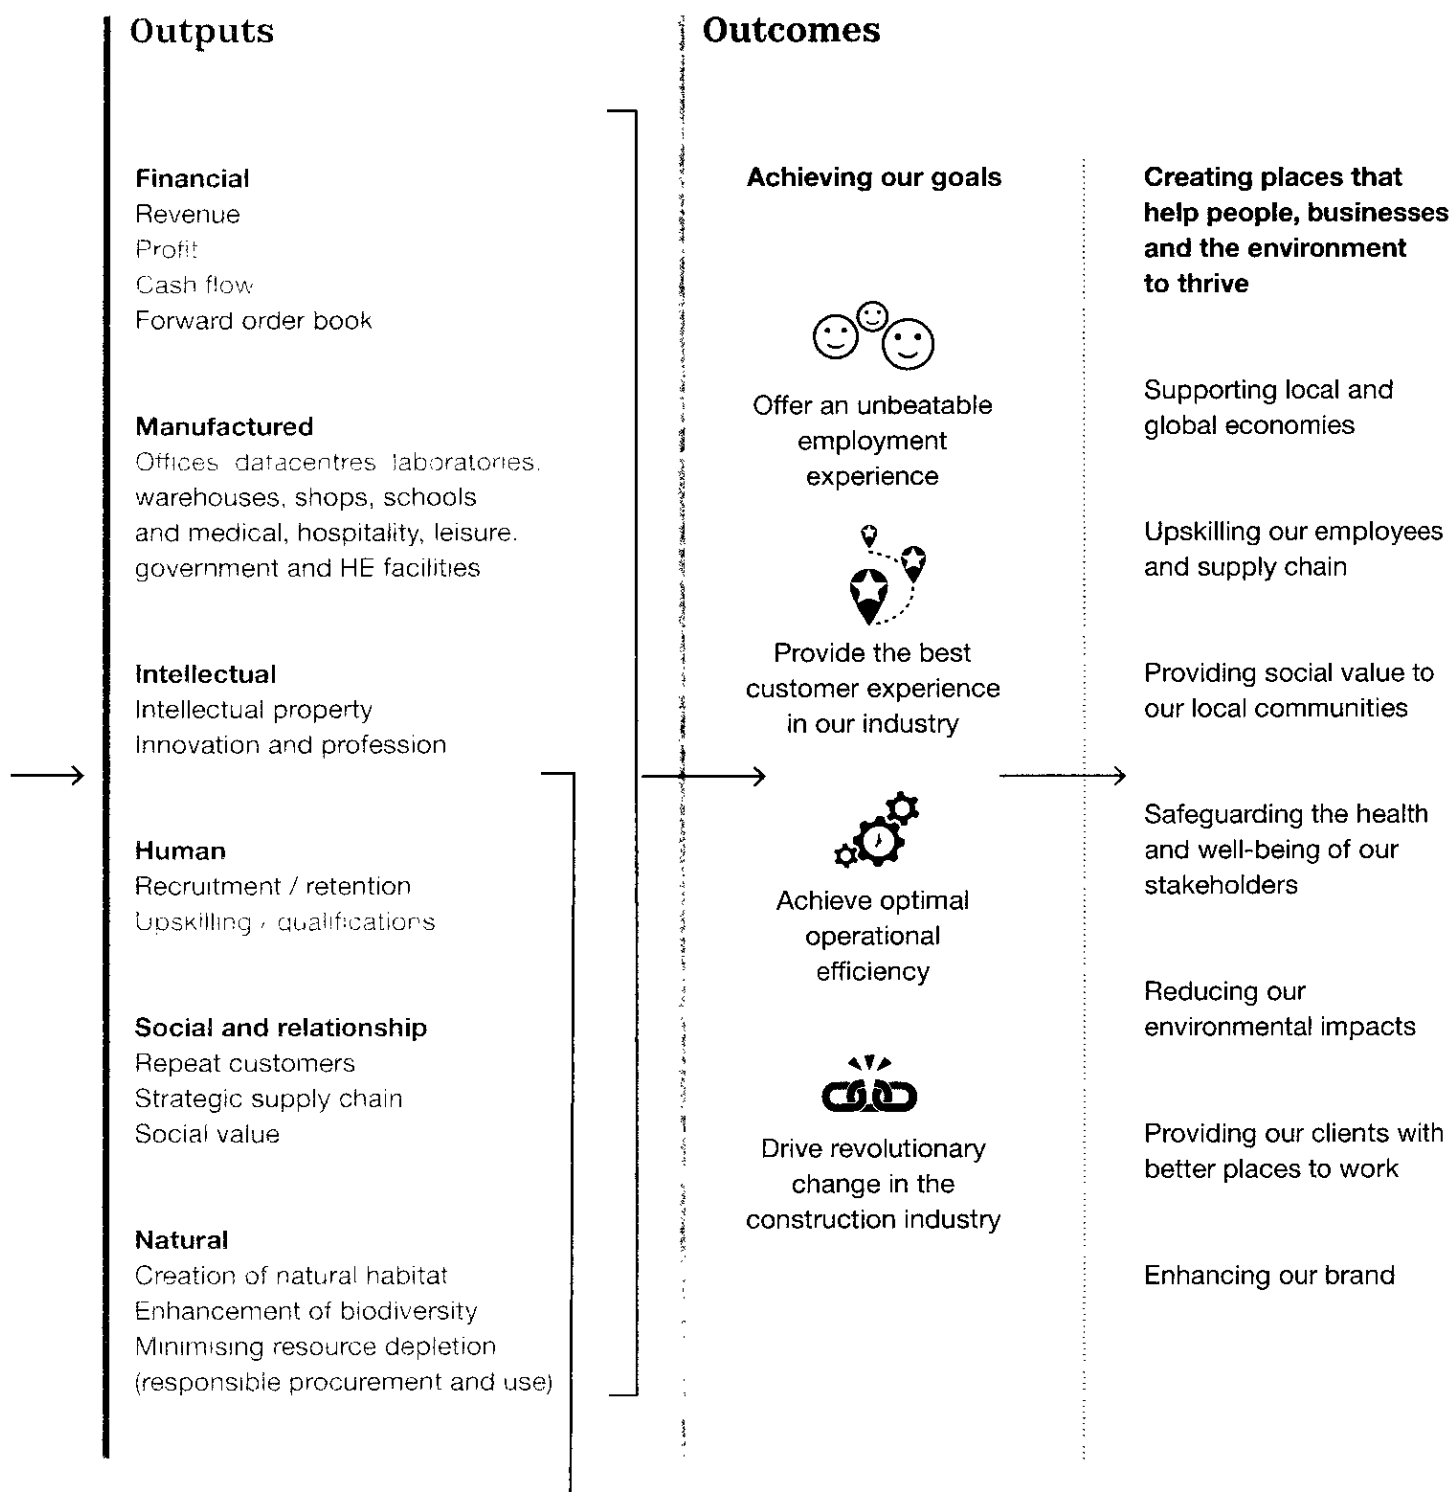 Outputs
Financial
Revenue
Profit
Cash flow
Forward order book
Manufactured
Offices datacentres laboratories.
warehouses, shops, schools
and medical, hospitality, leisure.
government and HE facilities
Intellectual
Intellectual property
Innovation and profession
Human
Recruitment / retention
Upskilling / qualifications
Social and relationship
Repeat customers
Strategic supply chain
Social value
Natural
Creation of natural habitat
Enhancement of biodiversity
Minimising resource depletion
(responsible procurement and use)
Outcomes
Achieving our goals
Offer an unbeatable
employment
experience
Provide the best
customer experience
in our industry
Achieve optimal
operational
efficiency
Drive revolutionary
change in the
construction industry
Creating places that
help people, businesses
and the environment
to thrive
Supporting local and
global economies
Upskilling our employees
and supply chain
Providing social value to
our local communities
Safeguarding the health
and well-being of our
stakeholders
Reducing our
environmental impacts
Providing our clients with
better places to work
Enhancing our brand